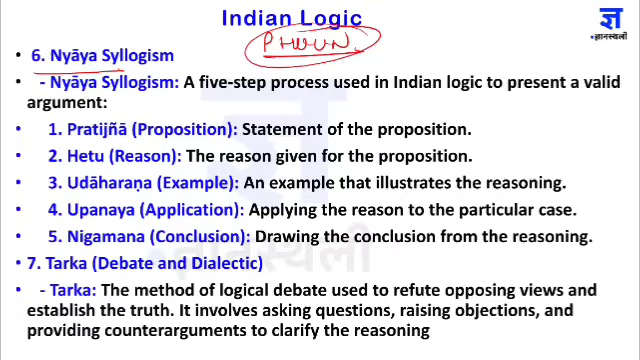 Indian Logic
ज्ञ
ज्ञानस्थली
• 6. Nyāya Syllogism
• - Nyāya Syllogism: A five-step process used in Indian logic to present a valid
argument:
• 1. Pratijñā (Proposition): Statement of the proposition.
• 2. Hetu (Reason): The reason given for the proposition.
• 3. Udāharaṇa (Example): An example that illustrates the reasoning.
• 4. Upanaya (Application): Applying the reason to the particular case.
• 5. Nigamana (Conclusion): Drawing the conclusion from the reasoning.
• 7. Tarka (Debate and Dialectic)
• - Tarka: The method of logical debate used to refute opposing views and
establish the truth. It involves asking questions, raising objections, and
providing counterarguments to clarify the reasoning